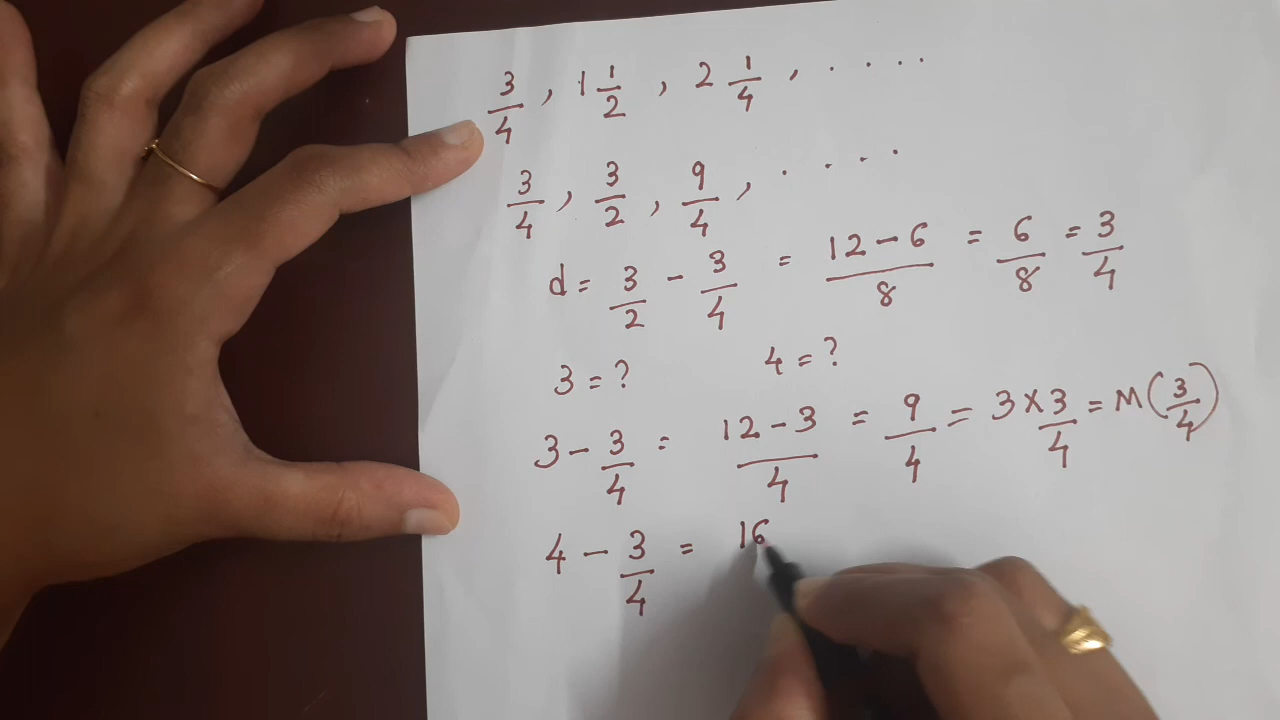 3/4, 1 1/2, 2 1/4, . . . .
3/4, 3/2, 9/4, . . . .
d = 3/2 - 3/4 = 12 - 6/8 = 6/8 = 3/4
3 = ? 4 = ?
3 - 3/4 = 12 - 3/4 = 9/4 = 3 × 3/4 = M(3/4)
4 - 3/4 = 16